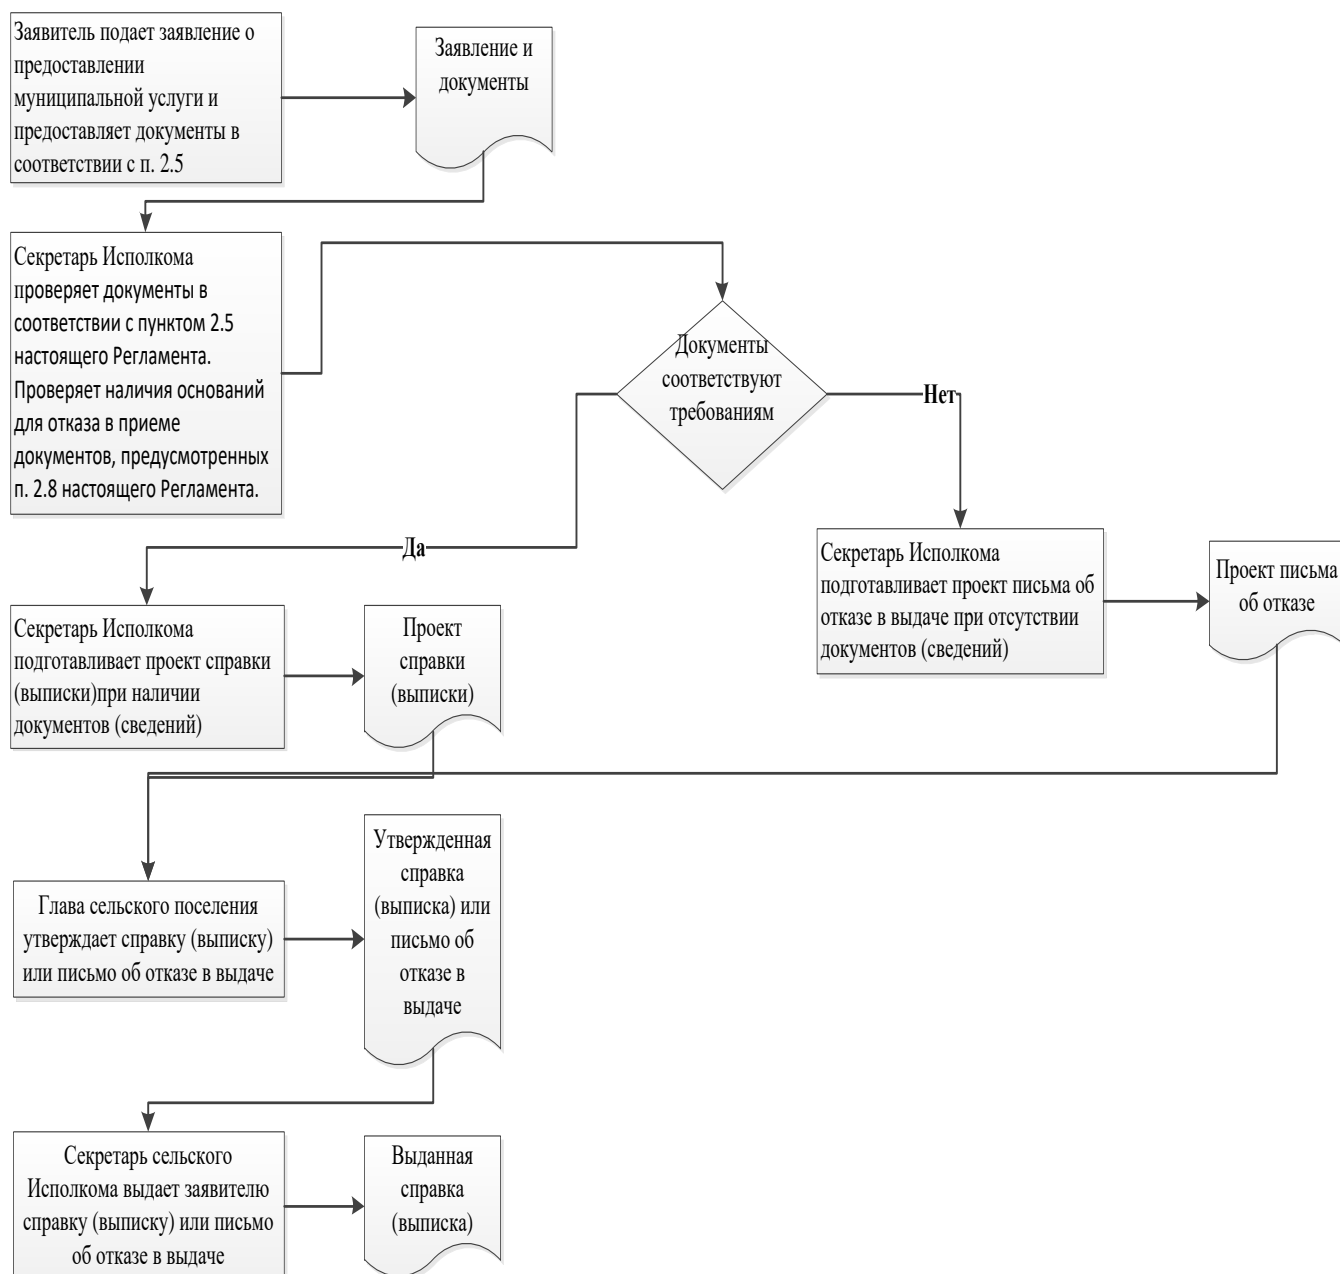 Заявитель подает заявление о
предоставлении
муниципальной услуги и
предоставляет документы в
соответствии с п. 2.5
Заявление и
документы
Секретарь Исполкома
проверяет документы в
соответствии с пунктом 2.5
настоящего Регламента.
Проверяет наличия оснований
для отказа в приеме
документов, предусмотренных
п. 2.8 настоящего Регламента.
Документы
соответствуют
требованиям
Нет
Да
Секретарь Исполкома
подготавливает проект письма об
отказе в выдаче при отсутствии
документов (сведений)
Проект письма
об отказе
Секретарь Исполкома
подготавливает проект справки
(выписки)при наличии
документов (сведений)
Проект
справки
(выписки)
Глава сельского поселения
утверждает справку (выписку)
или письмо об отказе в выдаче
Утвержденная
справка
(выписка) или
письмо об
отказе в
выдаче
Секретарь сельского
Исполкома выдает заявителю
справку (выписку) или письмо
об отказе в выдаче
Выданная
справка
(выписка)